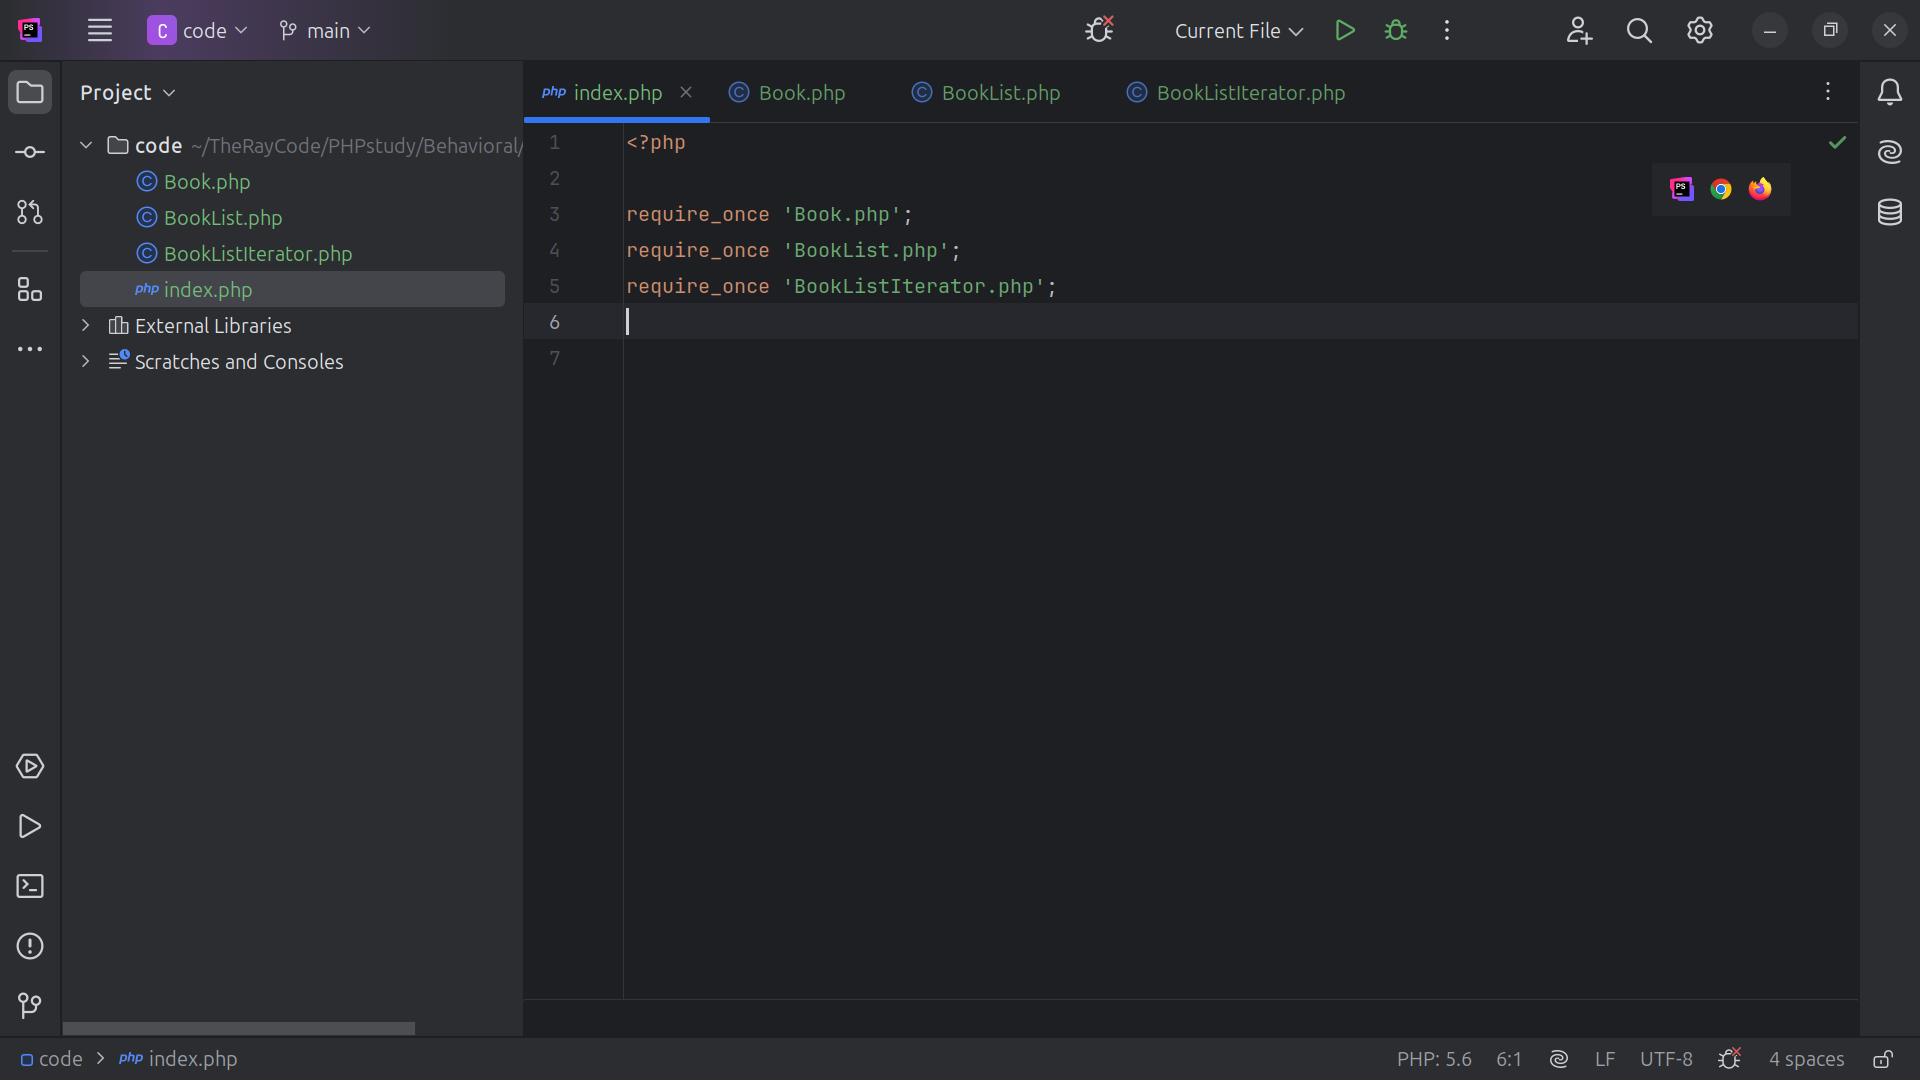 PS
C code main
Current File
Project
index.php Book.php BookList.php BookListIterator.php
code ~/TheRayCode/PHPstudy/Behavioral/
Book.php
BookList.php
BookListIterator.php
php index.php
External Libraries
Scratches and Consoles
1 <?php
2
3 require_once 'Book.php';
4 require_once 'BookList.php';
5 require_once 'BookListIterator.php';
6
7
PS
code > php index.php
PHP: 5.6 6:1 LF UTF-8 4 spaces